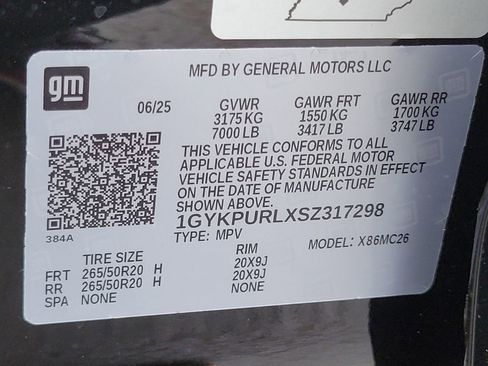 gm
MFD BY GENERAL MOTORS LLC
06/25 GVWR GAWR FRT GAWR RR
3175 KG 1550 KG 1700 KG
7000 LB 3417 LB 3747 LB
THIS VEHICLE CONFORMS TO ALL
APPLICABLE U.S. FEDERAL MOTOR
VEHICLE SAFETY STANDARDS IN EFFECT
ON THE DATE OF MANUFACTURE
SHOWN ABOVE.
1GYKPURLXSZ317298
384A TYPE: MPV MODEL: X86MC26
TIRE SIZE RIM
FRT 265/50R20 H 20X9J
RR 265/50R20 H 20X9J
SPA NONE NONE